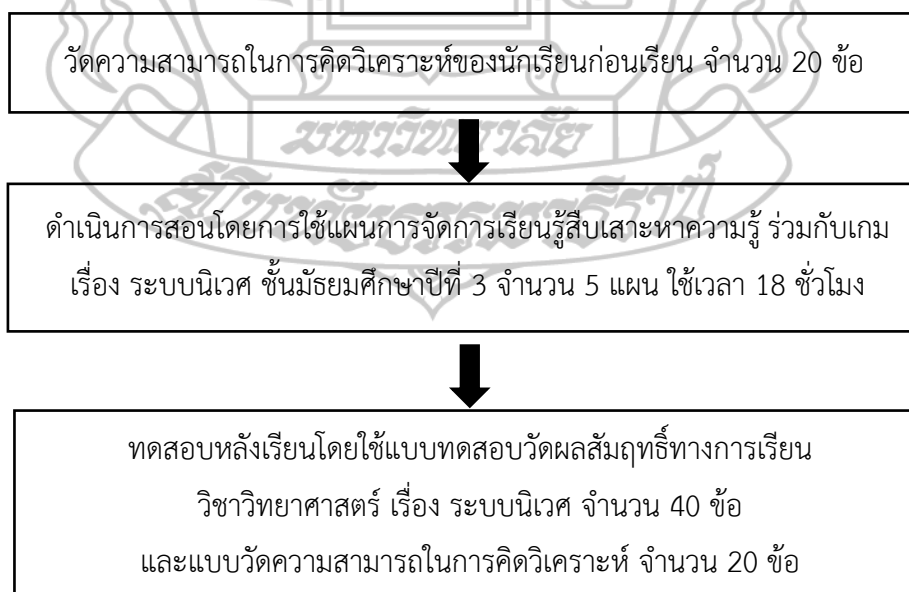 วัดความสามารถในการคิดวิเคราะห์ของนักเรียนก่อนเรียน จำนวน 20 ข้อ
ดำเนินการสอนโดยการใช้แผนการจัดการเรียนรู้สืบเสาะหาความรู้ ร่วมกับเกม
เรื่อง ระบบนิเวศ ชั้นมัธยมศึกษาปีที่ 3 จำนวน 5 แผน ใช้เวลา 18 ชั่วโมง
ทดสอบหลังเรียนโดยใช้แบบทดสอบวัดผลสัมฤทธิ์ทางการเรียน
วิชาวิทยาศาสตร์ เรื่อง ระบบนิเวศ จำนวน 40 ข้อ
และแบบวัดความสามารถในการคิดวิเคราะห์ จำนวน 20 ข้อ